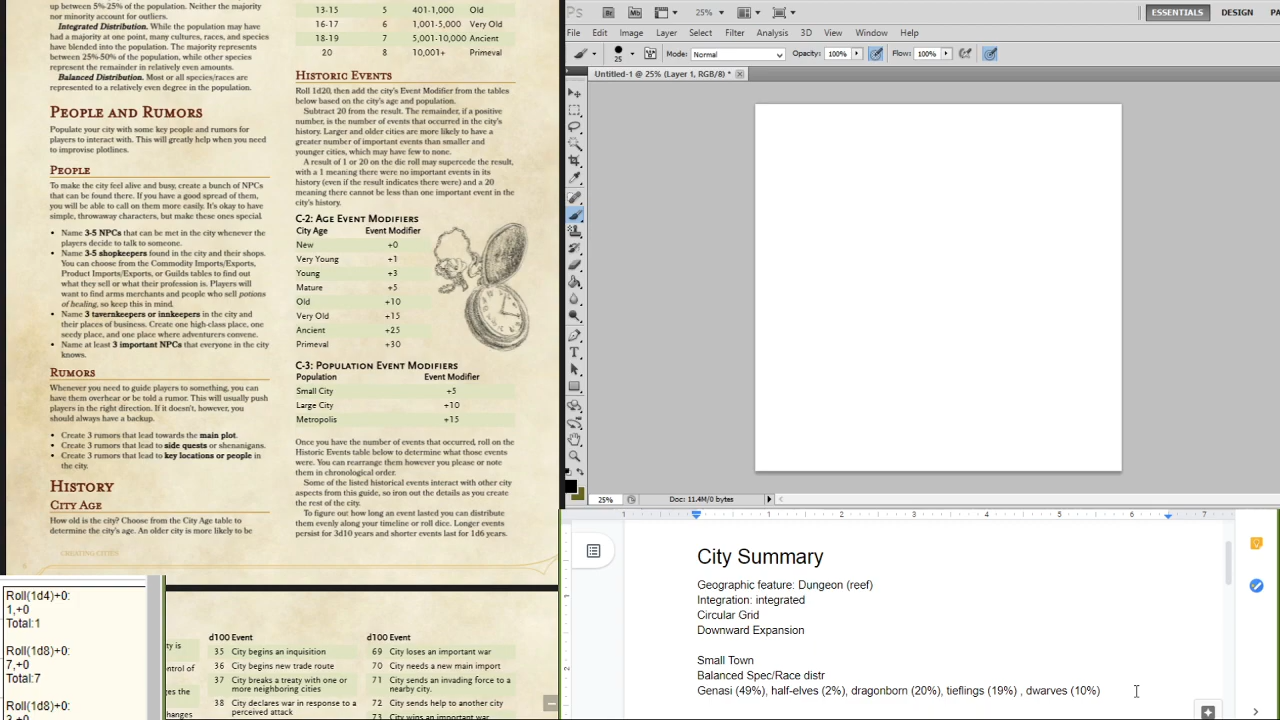 up between 5%-25% of the population. Neither the majority
nor minority account for outliers.
Integrated Distribution. While the population may have
had a majority at one point, many cultures, races, and species
have blended into the population. The majority represents
between 25%-50% of the population, while other species
represent the remainder in relatively even amounts.
Balanced Distribution. Most or all species/races are
represented to a relatively even degree in the population.
People and Rumors
Populate your city with some key people and rumors for
players to interact with. This will greatly help when you need
to improvise plotlines.
People
To make the city feel alive and busy, create a bunch of NPCs
that can be found there. If you have a good spread of them,
you will be able to call on them more easily. It's okay to have
simple, throwaway characters, but make these ones special.
• Name 3-5 NPCs that can be met in the city whenever the
players decide to talk to someone.
• Name 3-5 shopkeepers found in the city and their shops.
You can choose from the Commodity Imports/Exports,
Product Imports/Exports, or Guilds tables to find out
what they sell or what their profession is. Players will
want to find arms merchants and people who sell potions
of healing, so keep this in mind.
• Name 3 tavernkeepers or innkeepers in the city and
their places of business. Create one high-class place, one
seedy place, and one place where adventurers convene.
• Name at least 3 important NPCs that everyone in the city
knows.
Rumors
Whenever you need to guide players to something, you can
have them overhear or be told a rumor. This will usually push
players in the right direction. If it doesn't, however, you
should always have a backup.
• Create 3 rumors that lead towards the main plot.
• Create 3 rumors that lead to side quests or shenanigans.
• Create 3 rumors that lead to key locations or people in
the city.
History
City Age
How old is the city? Choose from the City Age table to
determine the city's age. An older city is more likely to be
CREATING CITIES
13-15 5 401-1,000 Old
16-17 6 1,001-5,000 Very Old
18-19 7 5,001-10,000 Ancient
20 8 10,001+ Primeval
Historic Events
Roll 1d20, then add the city's Event Modifier from the tables
below based on the city's age and population.
Subtract 20 from the result. The remainder, if a positive
number, is the number of events that occurred in the city's
history. Larger and older cities are more likely to have a
greater number of important events than smaller and
younger cities, which may have few to none.
A result of 1 or 20 on the die roll may supercede the result,
with a 1 meaning there were no important events in its
history (even if the result indicates there were) and a 20
meaning there cannot be less than one important event in the
city's history.
C-2: Age Event Modifiers
City Age Event Modifier
New +0
Very Young +1
Young +3
Mature +5
Old +10
Very Old +15
Ancient +25
Primeval +30
C-3: Population Event Modifiers
Population Event Modifier
Small City +5
Large City +10
Metropolis +15
Once you have the number of events that occurred, roll on the
Historic Events table below to determine what those events
were. You can rearrange them however you please or note
them in chronological order.
Some of the listed historical events interact with other city
aspects from this guide, so iron out the details as you create
the rest of the city.
To figure out how long an event lasted you can distribute
them evenly along your timeline or roll dice. Longer events
persist for 3d10 years and shorter events last for 1d6 years.
Ps Br Mb 25% ESSENTIALS DESIGN
File Edit Image Layer Select Filter Analysis 3D View Window Help
25 Mode: Normal Opacity: 100% Flow: 100%
Untitled-1 @ 25% (Layer 1, RGB/8) *
25% Doc: 11.4M/0 bytes
Roll(1d4)+0:
1,+0
Total:1
Roll(1d8)+0:
7,+0
Total:7
Roll(1d8)+0:
d100 Event d100 Event
35 City begins an inquisition 69 City loses an important war
36 City begins new trade route 70 City needs a new main import
37 City breaks a treaty with one or
more neighboring cities
71 City sends an invading force to a
nearby city.
38 City declares war in response to a
perceived attack
72 City sends help to another city
73 City wins an important war
1 1 2 3 4 5 6 7
City Summary
Geographic feature: Dungeon (reef)
Integration: integrated
Circular Grid
Downward Expansion
Small Town
Balanced Spec/Race distr
Genasi (49%), half-elves (2%), dragonborn (20%), tieflings (19%) , dwarves (10%)